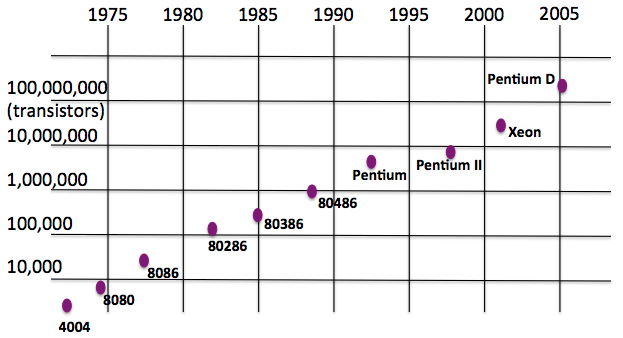 1975 1980 1985 1990 1995 2000 2005
Pentium D
100,000,000
(transistors)
10,000,000
Xeon
Pentium II
Pentium
1,000,000
80486
100,000
80386
80286
10,000
8086
8080
4004